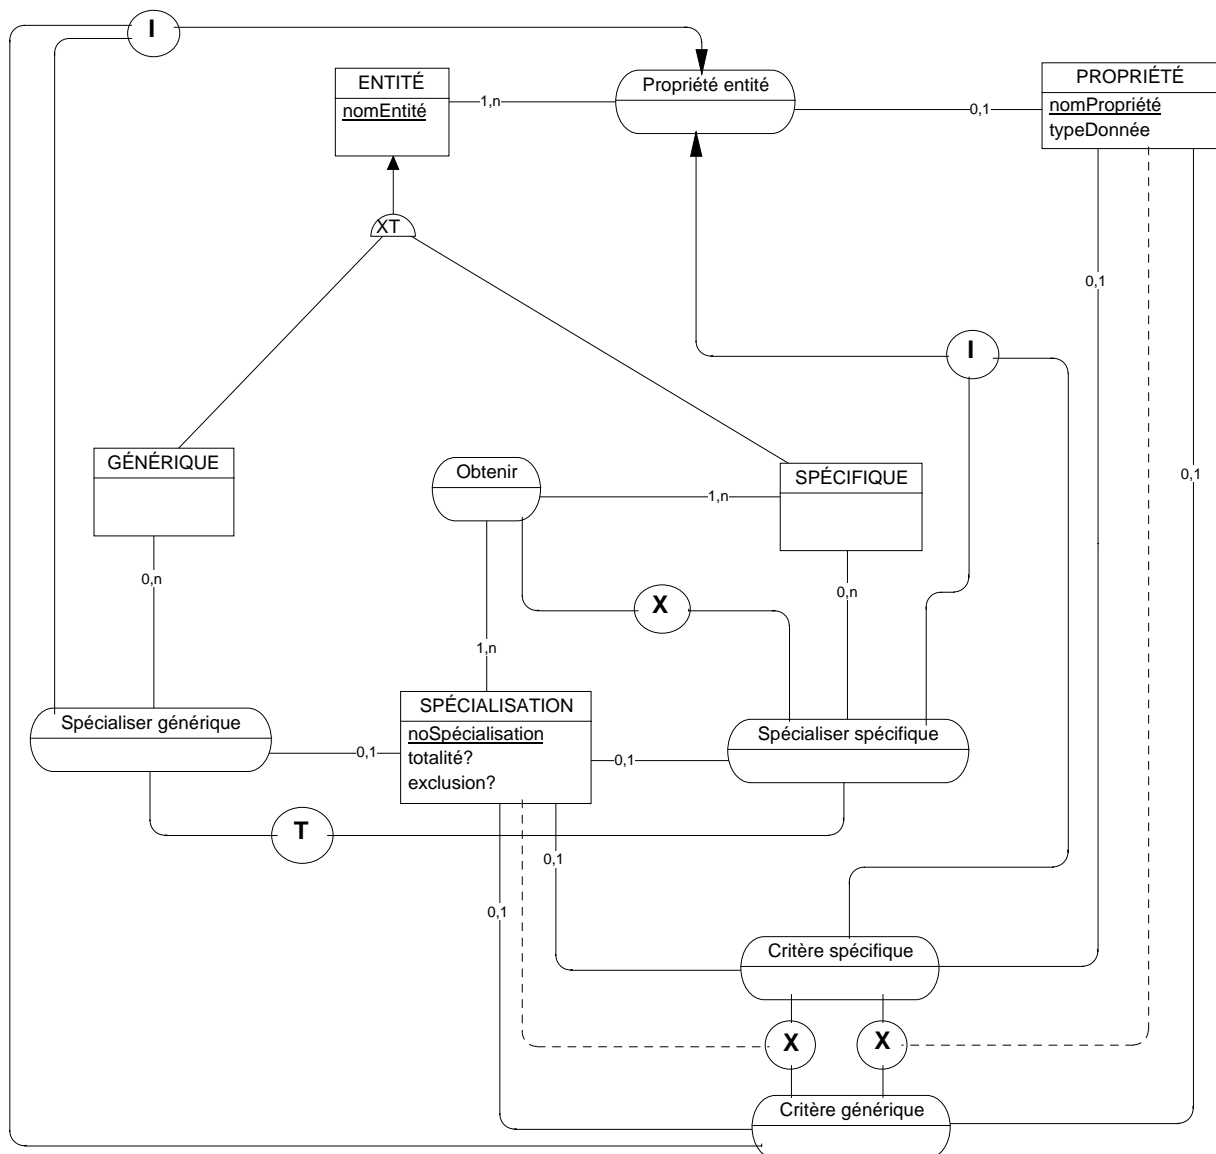 I
ENTITÉ
nomEntité
1,n
Propriété entité
0,1
PROPRIÉTÉ
nomPropriété
typeDonnée
XT
0,1
I
GÉNÉRIQUE
Obtenir
SPÉCIFIQUE
0,1
1,n
0,n
0,n
X
1,n
Spécialiser générique
SPÉCIALISATION
Spécialiser spécifique
noSpécialisation
0,1
totalité?
0,1
exclusion?
T
0,1
0,1
Critère spécifique
X
X
Critère générique